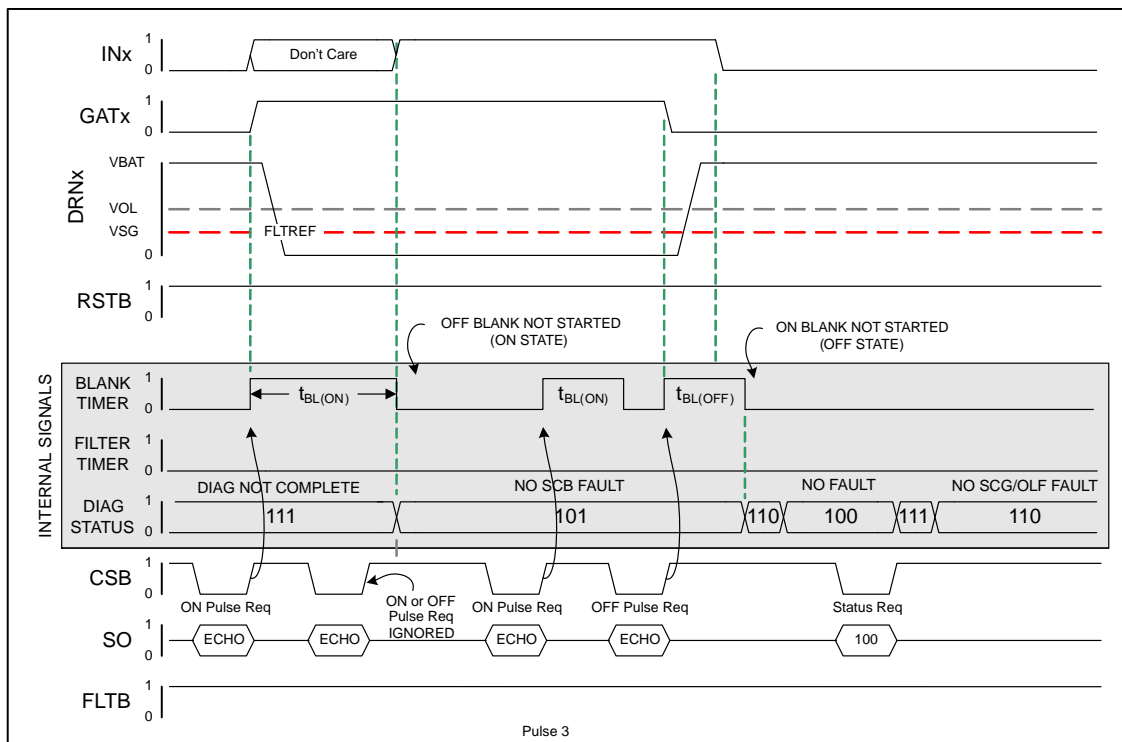 INx
1
0
Don't Care
GATx
1
0
DRNx
VBAT
VOL
VSG
FLTREF
RSTB
1
0
OFF BLANK NOT STARTED
(ON STATE)
ON BLANK NOT STARTED
(OFF STATE)
INTERNAL SIGNALS
BLANK
TIMER
1
0
tBL(ON)
tBL(ON)
tBL(OFF)
FILTER
TIMER
1
0
DIAG NOT COMPLETE
NO SCB FAULT
NO FAULT
NO SCG/OLF FAULT
DIAG
STATUS
1
0
111
101
110
100
111
110
CSB
1
0
ON Pulse Req
ON or OFF
Pulse Req
IGNORED
ON Pulse Req
OFF Pulse Req
Status Req
SO
1
0
ECHO
ECHO
ECHO
ECHO
100
FLTB
1
0
Pulse 3